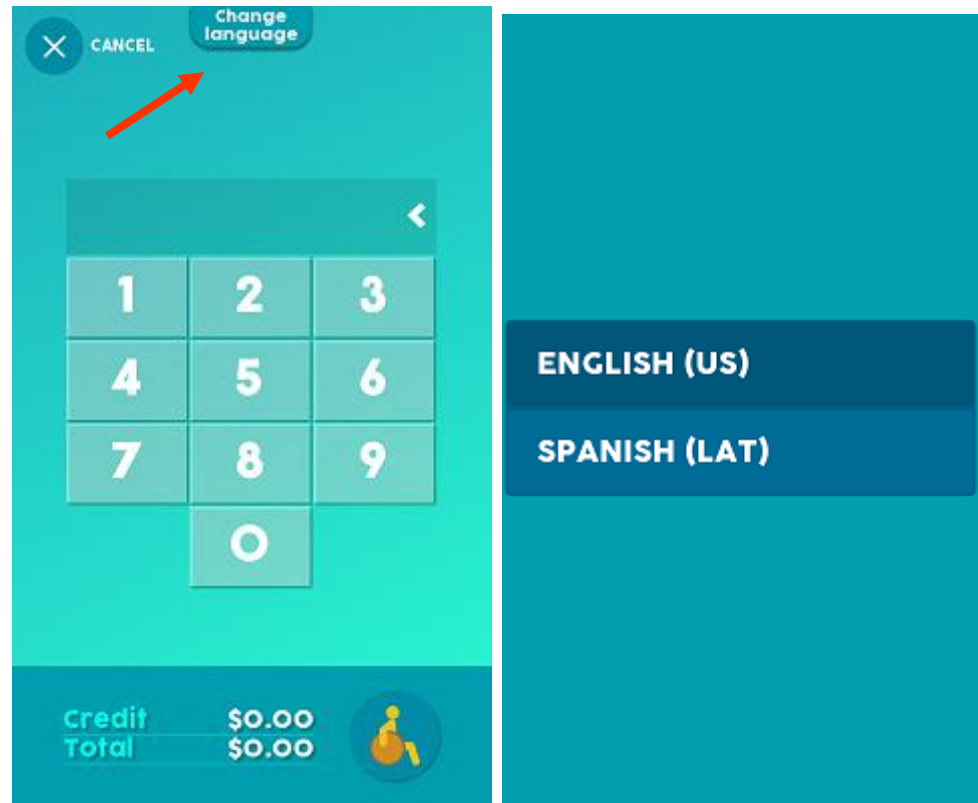 Change
language
CANCEL
1 2 3
4 5 6
7 8 9
0
Credit $0.00
Total $0.00
ENGLISH (US)
SPANISH (LAT)